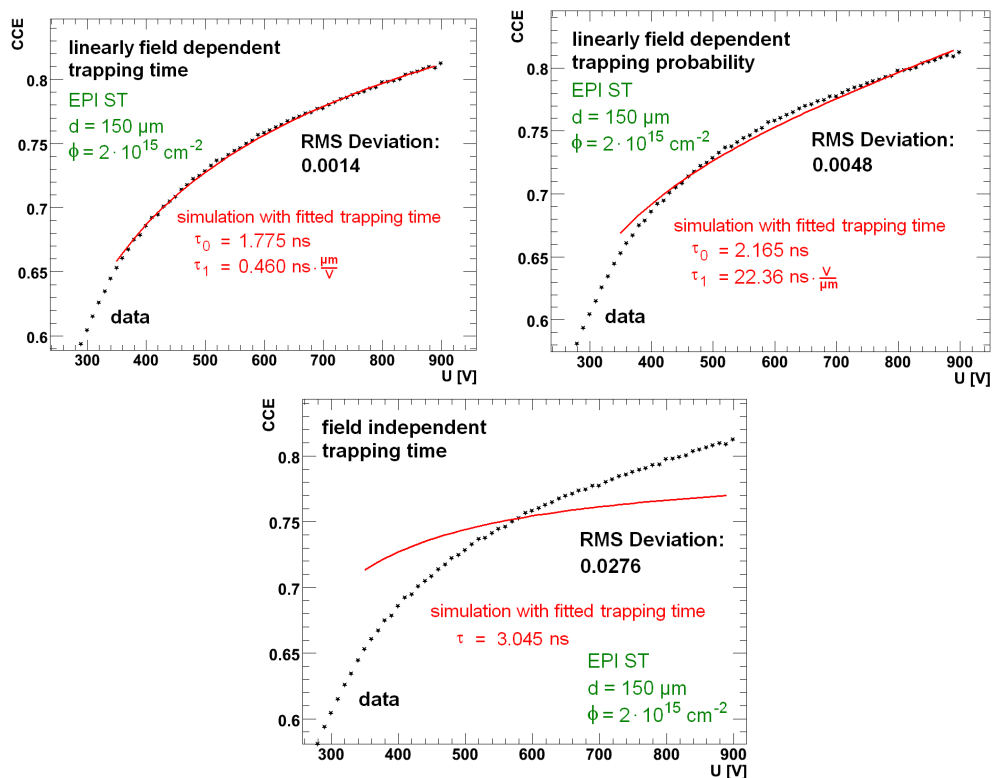 CCE
linearly field dependent
trapping time
EPI ST
d = 150 µm
ϕ = 2· 10¹⁵ cm⁻²
RMS Deviation:
0.0014
simulation with fitted trapping time
τ₀ = 1.775 ns
τ₁ = 0.460 ns· µm/V
data
0.8
0.75
0.7
0.65
0.6
300 400 500 600 700 800 900
U [V]
CCE
linearly field dependent
trapping probability
EPI ST
d = 150 µm
ϕ = 2· 10¹⁵ cm⁻²
RMS Deviation:
0.0048
simulation with fitted trapping time
τ₀ = 2.165 ns
τ₁ = 22.36 ns· V/µm
data
0.8
0.75
0.7
0.65
0.6
300 400 500 600 700 800 900
U [V]
CCE
field independent
trapping time
RMS Deviation:
0.0276
simulation with fitted trapping time
τ = 3.045 ns
EPI ST
d = 150 µm
ϕ = 2· 10¹⁵ cm⁻²
data
0.8
0.75
0.7
0.65
0.6
300 400 500 600 700 800 900
U [V]